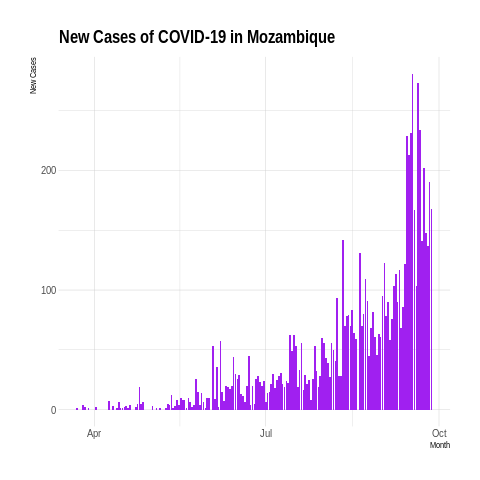 New Cases of COVID-19 in Mozambique
New Cases
200
100
0
Apr
Jul
Oct
Month